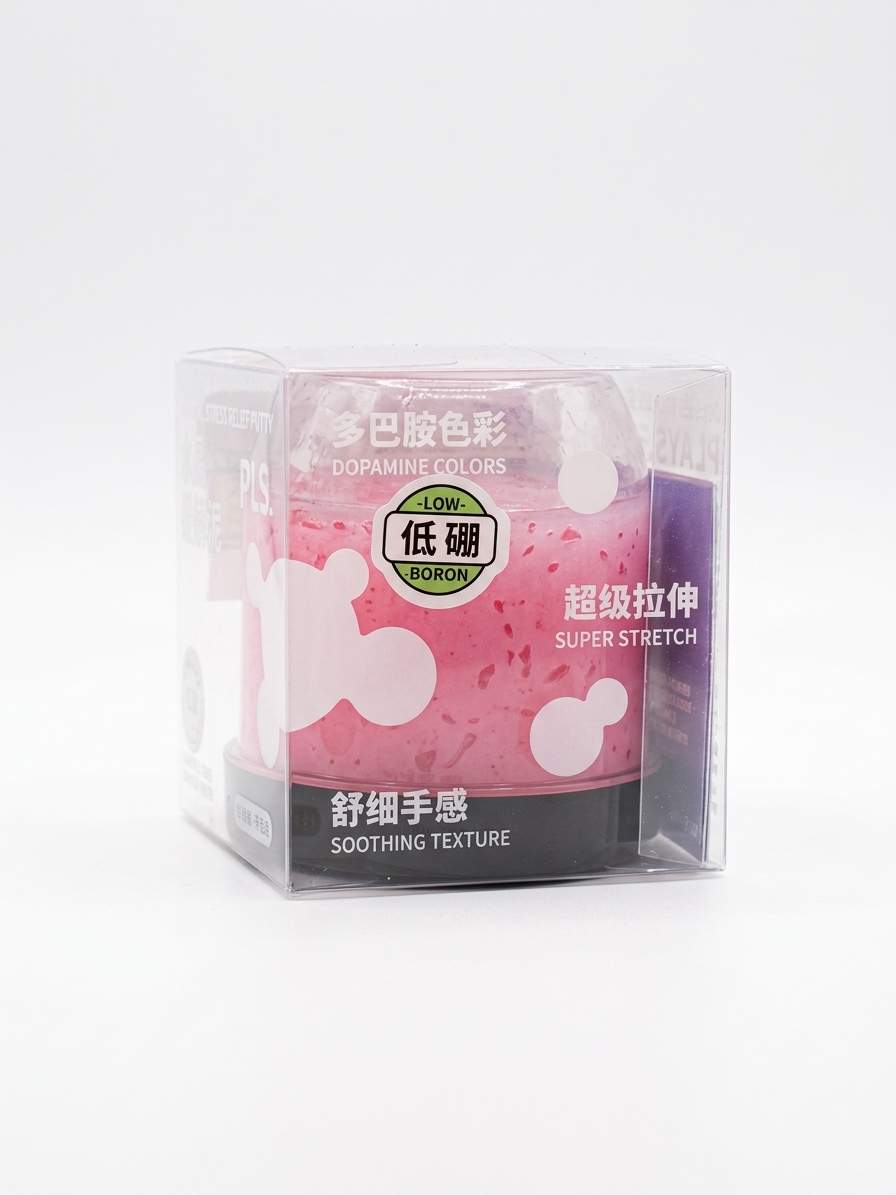 STRESS RELIEF PUTTY
PLS.
多巴胺色彩
DOPAMINE COLORS
-LOW-
低硼
-BORON
超级拉伸
SUPER STRETCH
舒细手感
SOOTHING TEXTURE